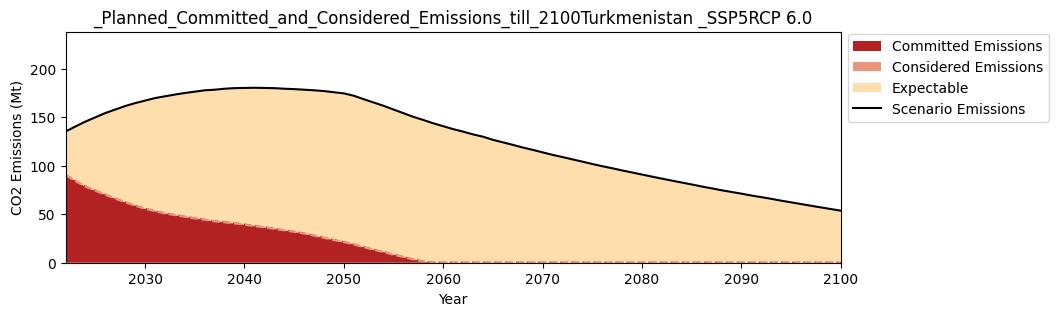 _Planned_Committed_and_Considered_Emissions_till_2100Turkmenistan _SSP5RCP 6.0
Committed Emissions
Considered Emissions
Expectable
Scenario Emissions
CO2 Emissions (Mt)
200
150
100
50
0
2030 2040 2050 2060 2070 2080 2090 2100
Year